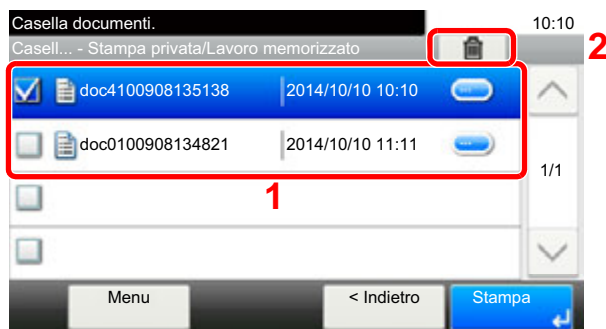 Casella documenti. 10:10
Casell... - Stampa privata/Lavoro memorizzato
2
doc4100908135138 2014/10/10 10:10
doc0100908134821 2014/10/10 11:11
1/1
1
Menu < Indietro Stampa